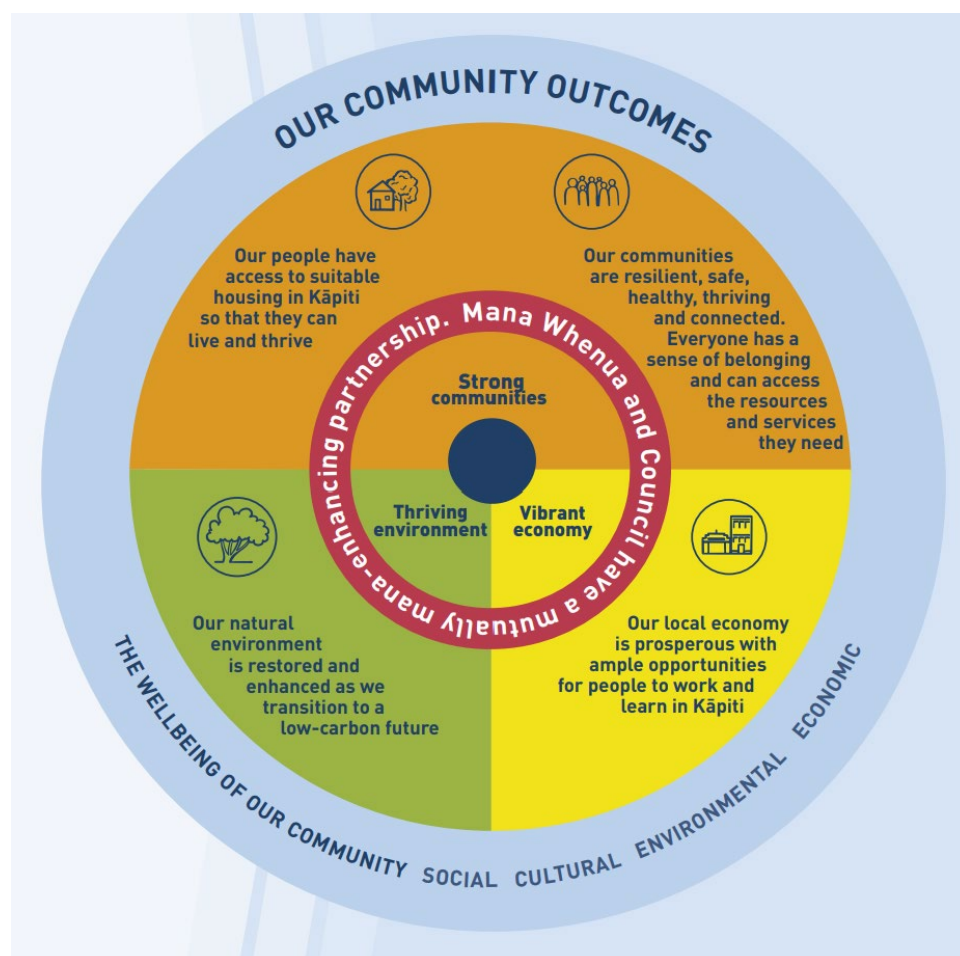 OUR COMMUNITY OUTCOMES
Our people have
access to suitable
housing in Kāpiti
so that they can
live and thrive
Our communities
are resilient, safe,
healthy, thriving
and connected.
Everyone has a
sense of belonging
and can access
the resources
and services
they need
Mana Whenua and Council have a mutually mana-enhancing partnership.
Strong
communities
Thriving
environment
Vibrant
economy
Our natural
environment
is restored and
enhanced as we
transition to a
low-carbon future
Our local economy
is prosperous with
ample opportunities
for people to work and
learn in Kāpiti
THE WELLBEING OF OUR COMMUNITY SOCIAL CULTURAL ENVIRONMENTAL ECONOMIC